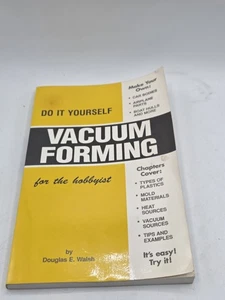 Make Your
Own:
• CAR BODIES
• AIRPLANE
PARTS
• BOAT HULLS
AND MORE
DO IT YOURSELF
VACUUM
FORMING
for the hobbyist
Chapters
Cover:
• TYPES OF
PLASTICS
• MOLD
MATERIALS
• HEAT
SOURCES
• VACUUM
SOURCES
• TIPS AND
EXAMPLES
by
Douglas E. Walsh
It's easy!
Try it!